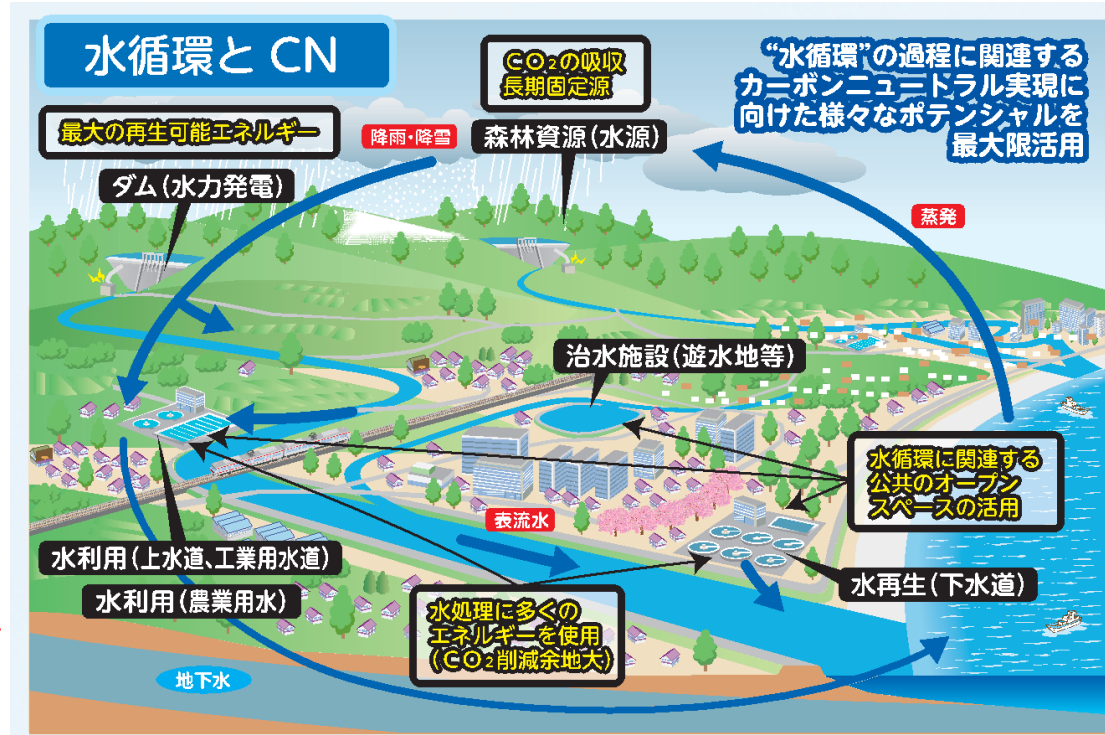 水循環と CN
“水循環”の過程に関連する
カーボンニュートラル実現に
向けた様々なポテンシャルを
最大限活用
CO₂の吸収
長期固定源
森林資源(水源)
最大の再生可能エネルギー
ダム(水力発電)
降雨・降雪
蒸発
治水施設(遊水地等)
水循環に関連する
公共のオープン
スペースの活用
表流水
水利用(上水道、工業用水道)
水利用(農業用水)
水再生(下水道)
水処理に多くの
エネルギーを使用
(CO₂削減余地大)
地下水